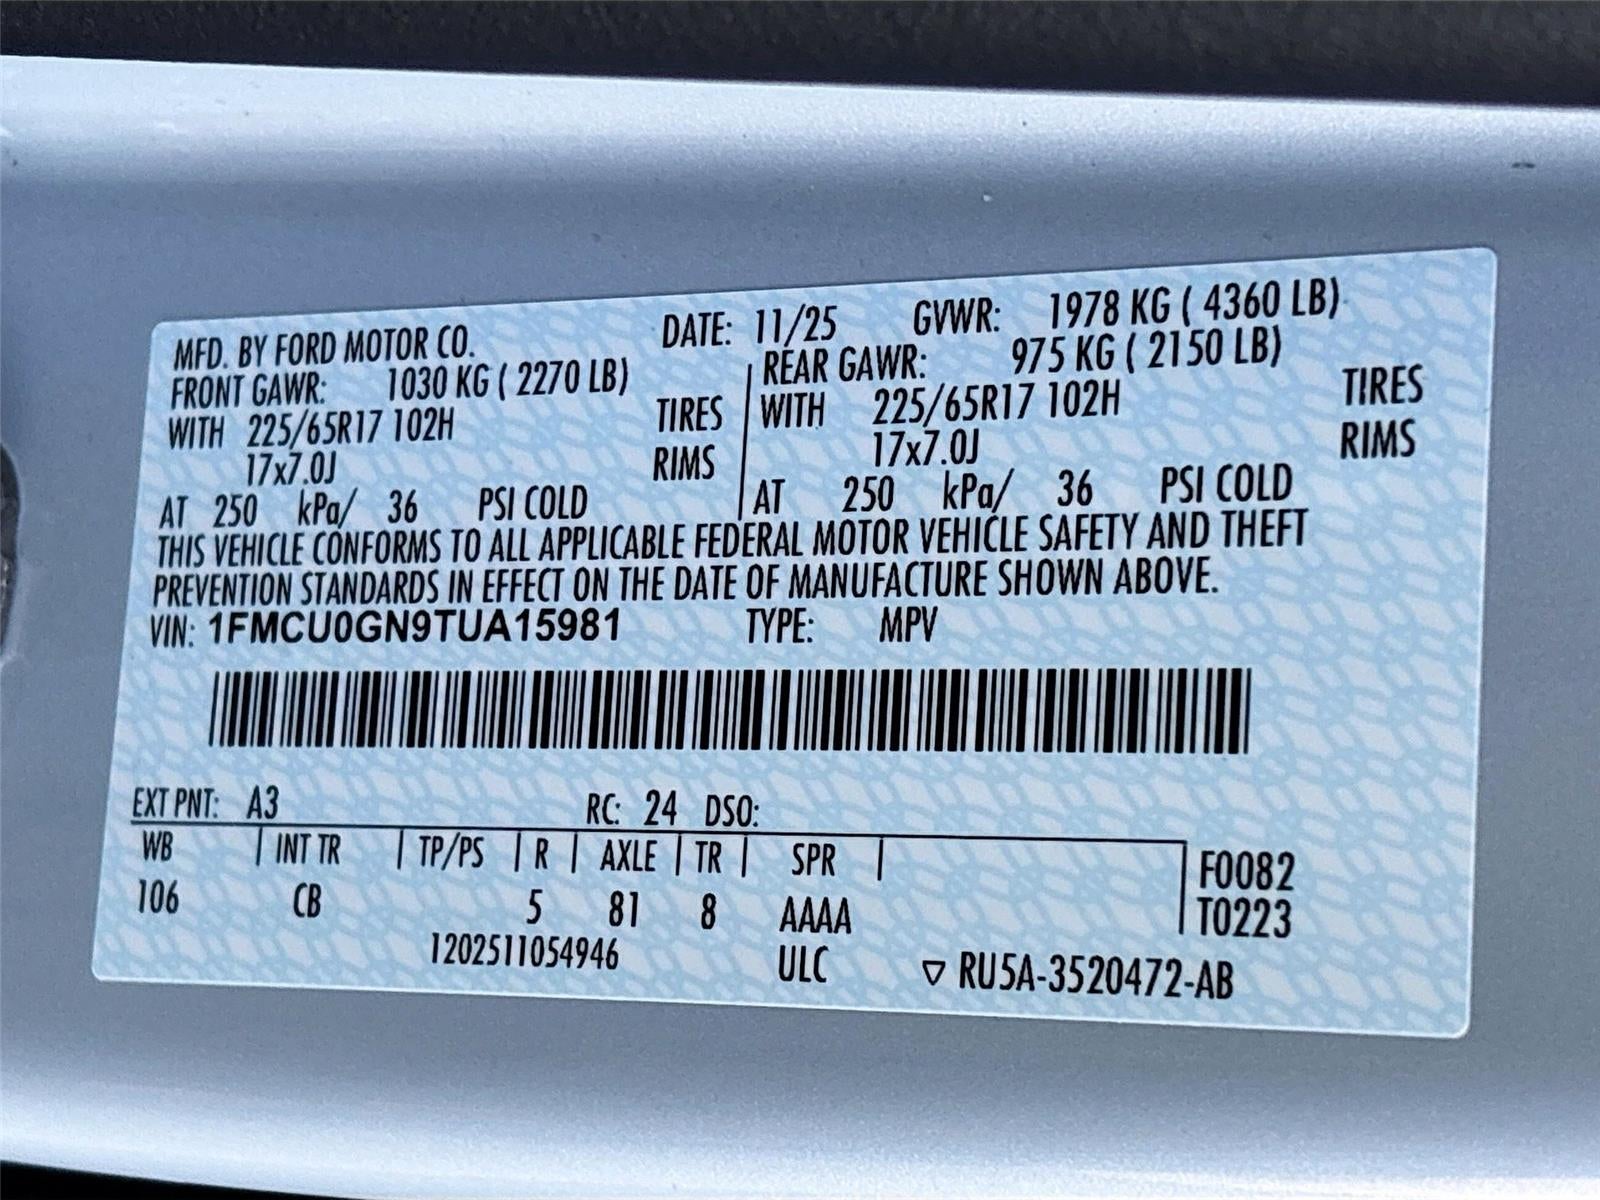 MFD. BY FORD MOTOR CO. DATE: 11/25 GVWR: 1978 KG ( 4360 LB)
FRONT GAWR: 1030 KG ( 2270 LB) REAR GAWR: 975 KG ( 2150 LB)
WITH 225/65R17 102H TIRES WITH 225/65R17 102H TIRES
17x7.0J RIMS 17x7.0J RIMS
AT 250 kPa/ 36 PSI COLD AT 250 kPa/ 36 PSI COLD
THIS VEHICLE CONFORMS TO ALL APPLICABLE FEDERAL MOTOR VEHICLE SAFETY AND THEFT
PREVENTION STANDARDS IN EFFECT ON THE DATE OF MANUFACTURE SHOWN ABOVE.
VIN: 1FMCU0GN9TUA15981 TYPE: MPV
EXT PNT: A3 RC: 24 DSO:
WB INT TR TP/PS R AXLE TR SPR F0082
106 CB 5 81 8 AAAA T0223
1202511054946 ULC ▽ RU5A-3520472-AB